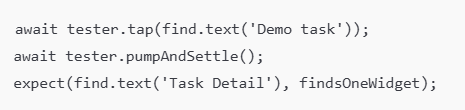 await tester.tap(find.text('Demo task'));
await tester.pumpAndSettle();
expect(find.text('Task Detail'), findsOneWidget);